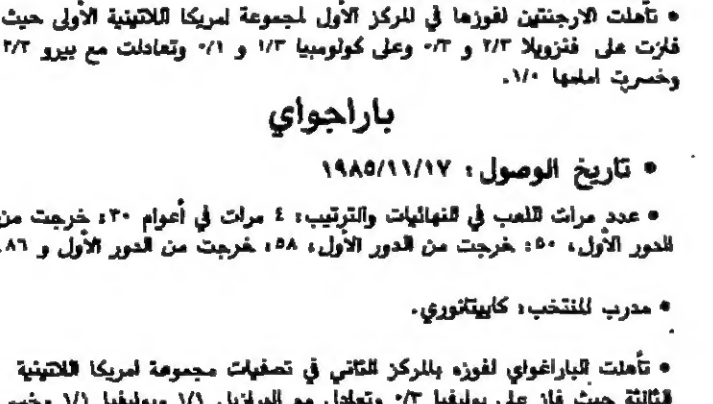 • تأهلت الارجنتين لفوزها في المركز الأول لمجموعة امريكا اللاتينية الأولى حيث
فازت على فنزويلا ٢/٣ و ٣/٠ وعلى كولومبيا ١/٣ و ١/٠ وتعادلت مع بيرو ٢/٢
وخسرت امامها ١/٠.
باراجواي
• تاريخ الوصول: ١٩٨٥/١١/١٧
• عدد مرات اللعب في النهائيات والترتيب: ٤ مرات في أعوام ٣٠: خرجت من
الدور الأول، ٥٠: خرجت من الدور الأول، ٥٨: خرجت من الدور الأول و ٨٦.
• مدرب المنتخب: كاييتانوري.
• تأهلت الباراغواي لفوزه بالمركز الثاني في تصفيات مجموعة امريكا اللاتينية
الثالثة حيث فاز على بوليفيا ٣/٠ وتعادل مع البرازيل ١/١ وبوليفيا ١/١ وخسر